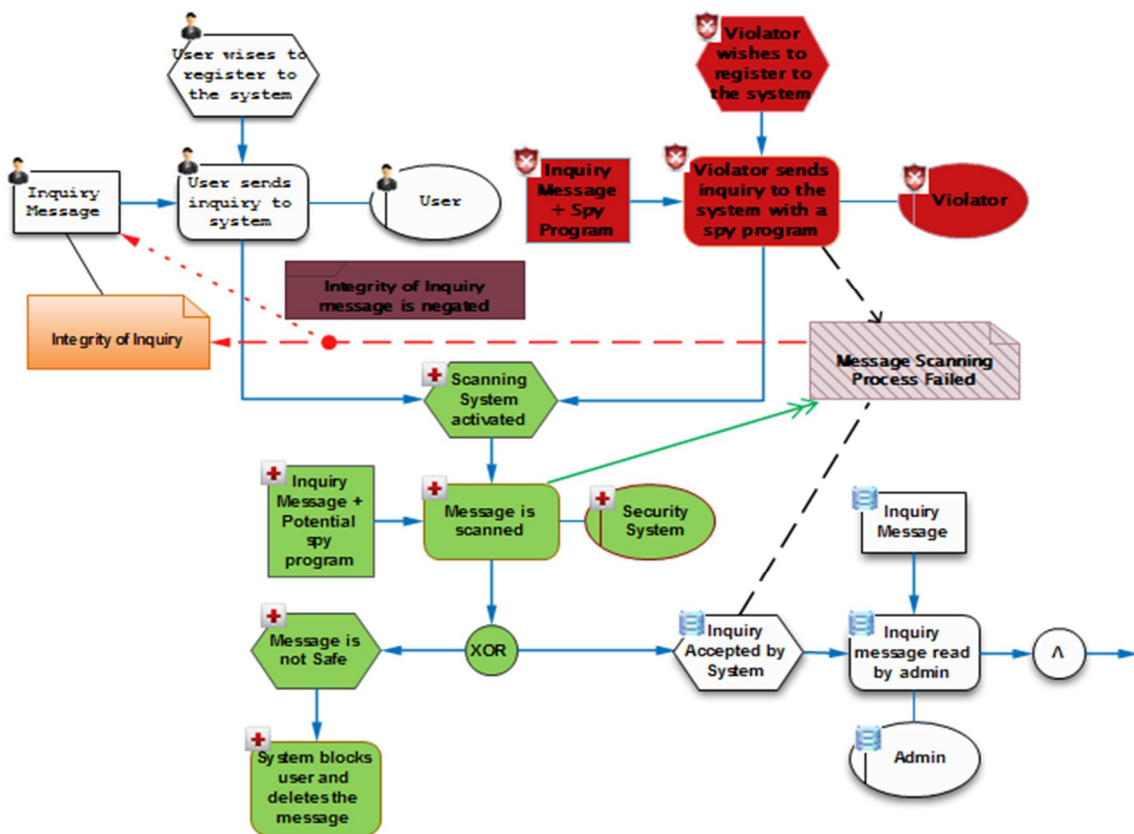 User wises to
register to
the system
Violator
wishes to
register to
the system
Inquiry
Message
User sends
inquiry to
system
User
Inquiry
Message
+ Spy
Program
Violator sends
inquiry to the
system with a
spy program
Violator
Integrity of Inquiry
message is negated
Integrity of Inquiry
Message Scanning
Process Failed
Scanning
System
activated
Inquiry
Message +
Potential
spy
program
Message is
scanned
Security
System
Inquiry
Message
Message is
not Safe
XOR
Inquiry
Accepted by
System
Inquiry
message read
by admin
Λ
System blocks
user and
deletes the
message
Admin